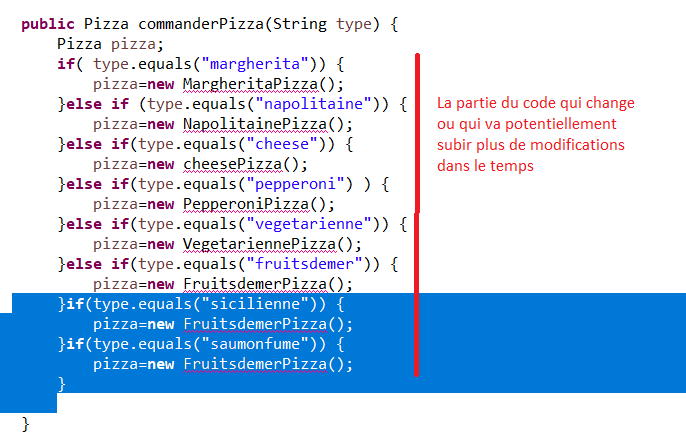 public Pizza commanderPizza(String type) {
Pizza pizza;
if( type.equals("margherita")) {
pizza=new MargheritaPizza();
}else if (type.equals("napolitaine")) {
pizza=new NapolitainePizza();
}else if(type.equals("cheese")) {
pizza=new cheesePizza();
}else if(type.equals("pepperoni") ) {
pizza=new PepperoniPizza();
}else if(type.equals("vegetarienne")) {
pizza=new VegetariennePizza();
}else if(type.equals("fruitsdemer")) {
pizza=new FruitsdemerPizza();
}if(type.equals("sicilienne")) {
pizza=new FruitsdemerPizza();
}if(type.equals("saumonfume")) {
pizza=new FruitsdemerPizza();
}
}
La partie du code qui change
ou qui va potentiellement
subir plus de modifications
dans le temps